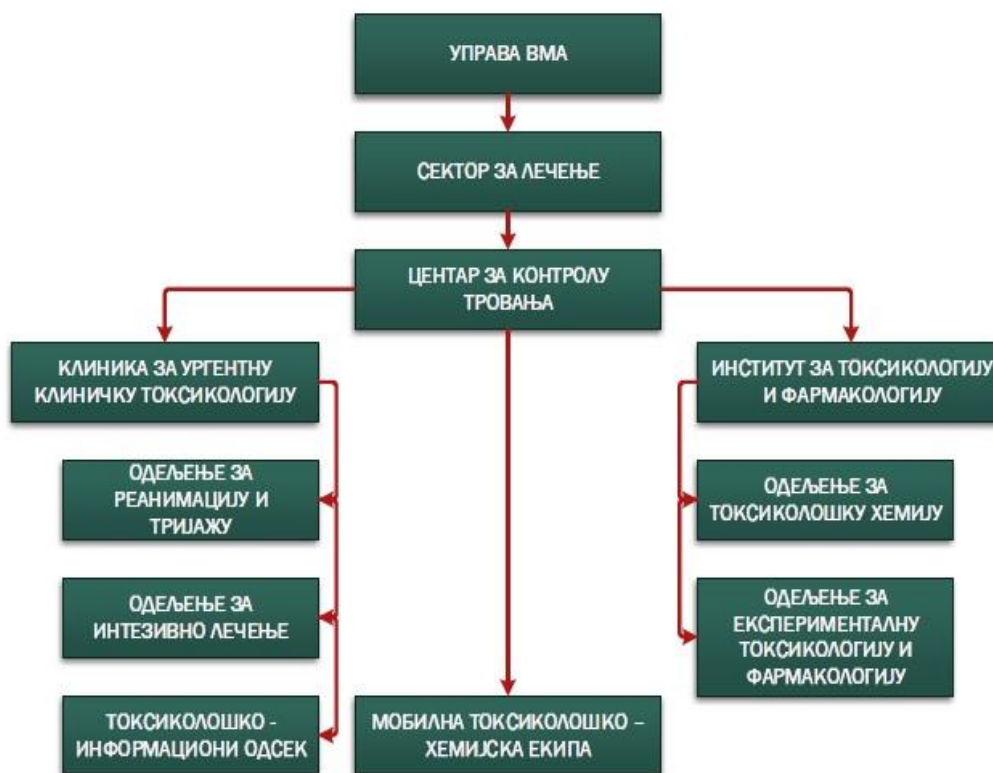 УПРАВА ВМА
СЕКТОР ЗА ЛЕЧЕЊЕ
ЦЕНТАР ЗА КОНТРОЛУ
ТРОВАЊА
КЛИНИКА ЗА УРГЕНТНУ
КЛИНИЧКУ ТОКСИКОЛОГИЈУ
ОДЕЉЕЊЕ ЗА
РЕАНИМАЦИЈУ И
ТРИЈАЖУ
ОДЕЉЕЊЕ ЗА
ИНТЕЗИВНО ЛЕЧЕЊЕ
ТОКСИКОЛОШКО -
ИНФОРМАЦИОНИ ОДСЕК
МОБИЛНА ТОКСИКОЛОШКО –
ХЕМИЈСКА ЕКИПА
ИНСТИТУТ ЗА ТОКСИКОЛОГИЈУ
И ФАРМАКОЛОГИЈУ
ОДЕЉЕЊЕ ЗА
ТОКСИКОЛОШКУ ХЕМИЈУ
ОДЕЉЕЊЕ ЗА
ЕКСПЕРИМЕНТАЛНУ
ТОКСИКОЛОГИЈУ И
ФАРМАКОЛОГИЈУ